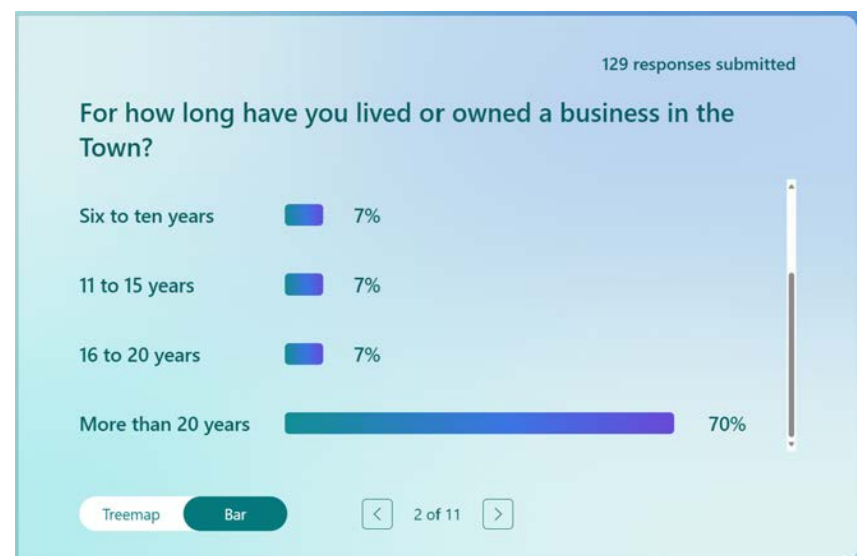 129 responses submitted
For how long have you lived or owned a business in the
Town?
Six to ten years 7%
11 to 15 years 7%
16 to 20 years 7%
More than 20 years 70%
Treemap Bar 2 of 11